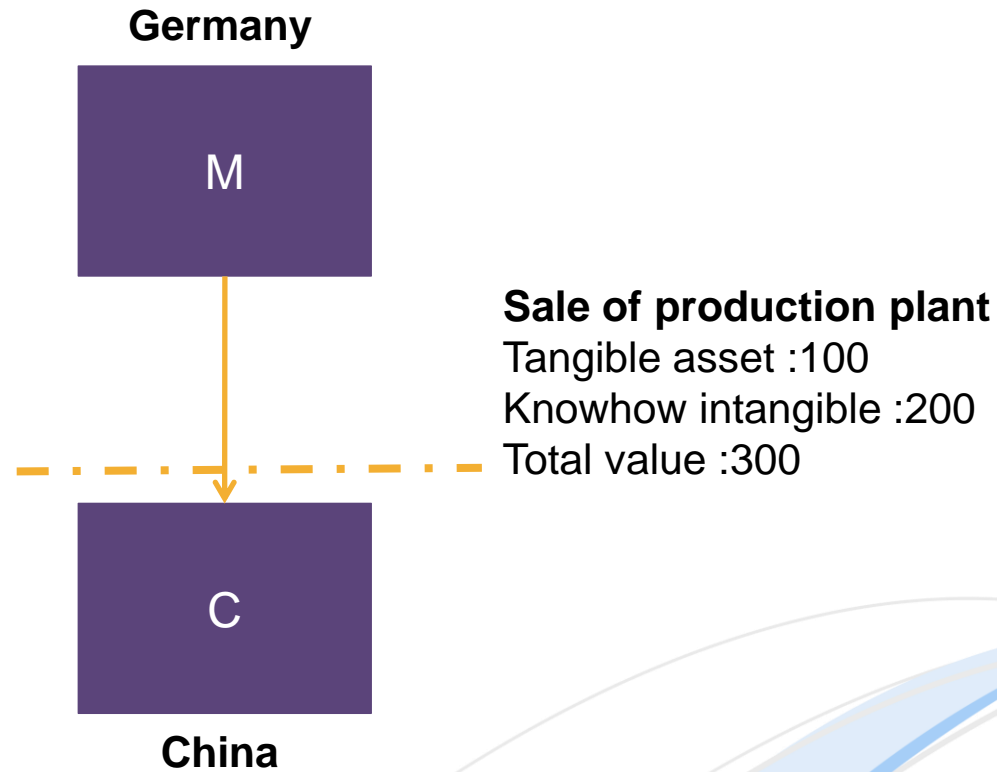 Germany
M
Sale of production plant
Tangible asset :100
Knowhow intangible :200
Total value :300
C
China